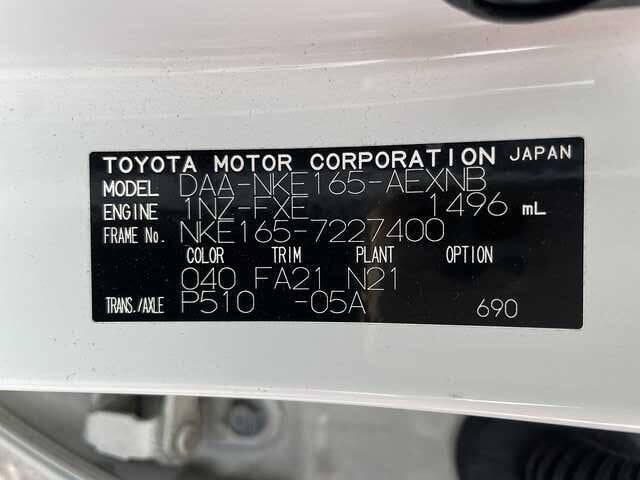 TOYOTA MOTOR CORPORATION JAPAN
MODEL DAA-NKE165-AEXNB
ENGINE 1NZ-FXE 1496 mL
FRAME No. NKE165-7227400
COLOR TRIM PLANT OPTION
040 FA21 N21
TRANS./AXLE P510 -05A 690